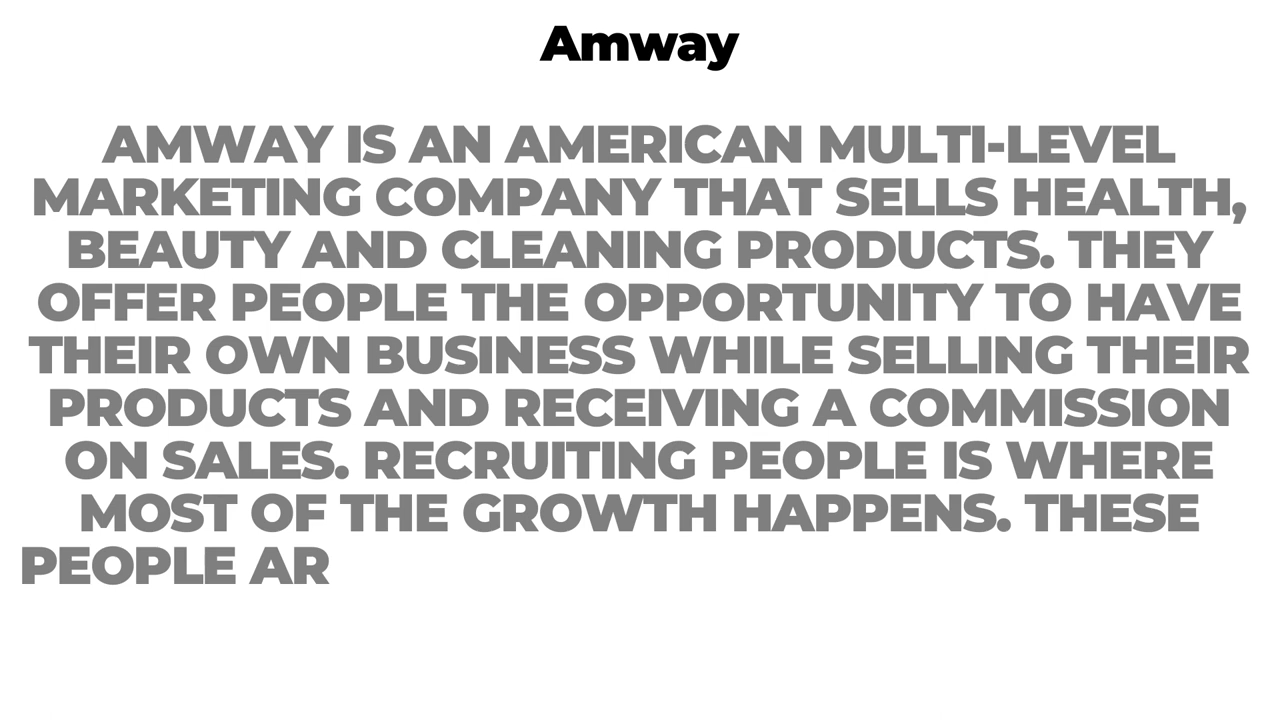 Amway
AMWAY IS AN AMERICAN MULTI-LEVEL
MARKETING COMPANY THAT SELLS HEALTH,
BEAUTY AND CLEANING PRODUCTS. THEY
OFFER PEOPLE THE OPPORTUNITY TO HAVE
THEIR OWN BUSINESS WHILE SELLING THEIR
PRODUCTS AND RECEIVING A COMMISSION
ON SALES. RECRUITING PEOPLE IS WHERE
MOST OF THE GROWTH HAPPENS. THESE
PEOPLE AR